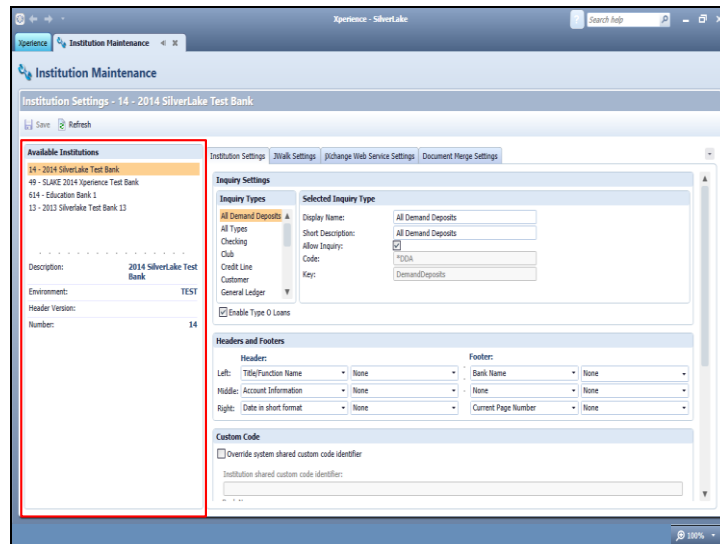 Xperience - SilverLake
? Search help
Xperience Institution Maintenance
Institution Maintenance
Institution Settings - 14 - 2014 SilverLake Test Bank
Save Refresh
Available Institutions
14 - 2014 SilverLake Test Bank
49 - SLAKE 2014 Xperience Test Bank
614 - Education Bank 1
13 - 2013 Silverlake Test Bank 13
Description: 2014 SilverLake Test
Bank
Environment: TEST
Header Version:
Number: 14
Institution Settings JWalk Settings jXchange Web Service Settings Document Merge Settings
Inquiry Settings
Inquiry Types
All Demand Deposits
All Types
Checking
Club
Credit Line
Customer
General Ledger
Selected Inquiry Type
Display Name: All Demand Deposits
Short Description: All Demand Deposits
Allow Inquiry:
Code: *DDA
Key: DemandDeposits
Enable Type O Loans
Headers and Footers
Header: Footer:
Left: Title/Function Name None Bank Name None
Middle: Account Information None None None
Right: Date in short format None Current Page Number None
Custom Code
Override system shared custom code identifier
Institution shared custom code identifier:
100%